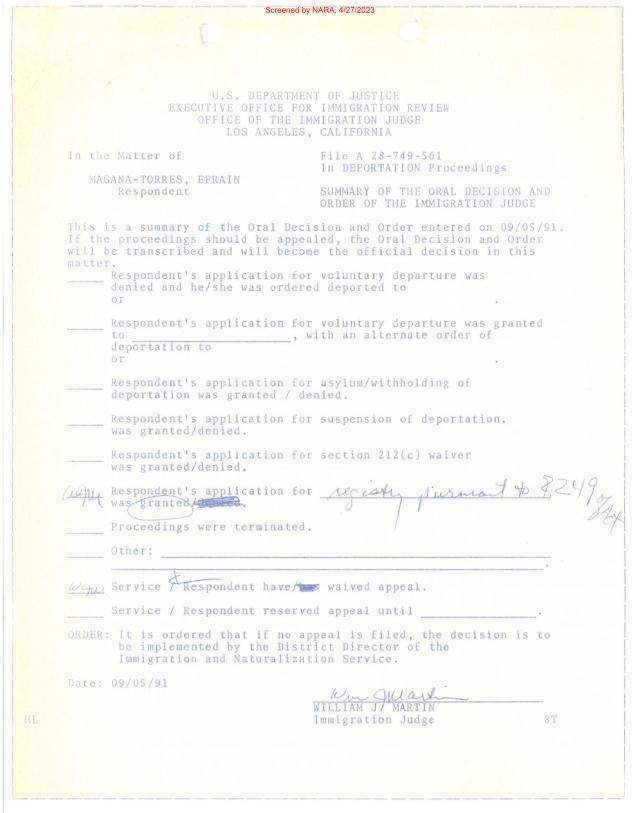 Screened by NARA, 4/27/2023
U.S. DEPARTMENT OF JUSTICE
EXECUTIVE OFFICE FOR IMMIGRATION REVIEW
OFFICE OF THE IMMIGRATION JUDGE
LOS ANGELES, CALIFORNIA
In the Matter of
File A 28-749-561
In DEPORTATION Proceedings
MAGANA-TORRES, EFRAIN
Respondent
SUMMARY OF THE ORAL DECISION AND
ORDER OF THE IMMIGRATION JUDGE
This is a summary of the Oral Decision and Order entered on 09/05/91.
If the proceedings should be appealed, the Oral Decision and Order
will be transcribed and will become the official decision in this
matter.
_____ Respondent's application for voluntary departure was
denied and he/she was ordered deported to
or .
_____ Respondent's application for voluntary departure was granted
to ______________________, with an alternate order of
deportation to
or .
_____ Respondent's application for asylum/withholding of
deportation was granted / denied.
_____ Respondent's application for suspension of deportation.
was granted/denied.
_____ Respondent's application for section 212(c) waiver
was granted/denied.
Respondent's application for registry pursuant to § 249
was granted/
_____ Proceedings were terminated.
_____ Other: ______________________
______________________.
Service & Respondent have/ waived appeal.
_____ Service / Respondent reserved appeal until ________________.
ORDER: It is ordered that if no appeal is filed, the decision is to
be implemented by the District Director of the
Immigration and Naturalization Service.
Date: 09/05/91
Wm J Martin
WILLIAM J. MARTIN
HL Immigration Judge 8T